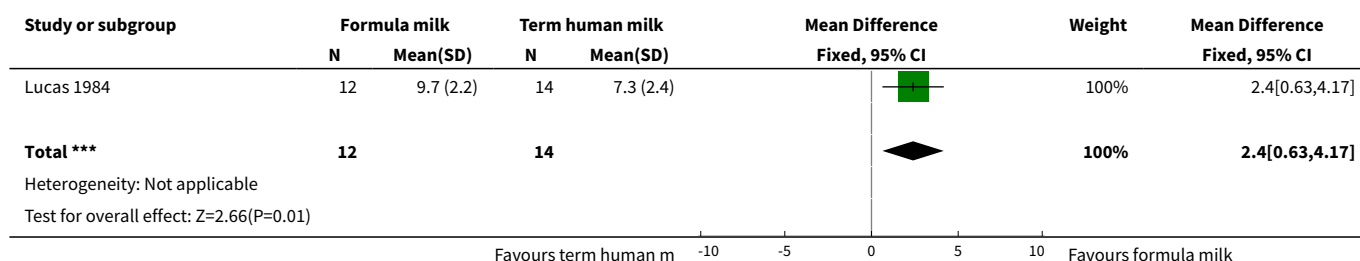 Study or subgroup Formula milk Term human milk Mean Difference Weight Mean Difference
N Mean(SD) N Mean(SD) Fixed, 95% CI Fixed, 95% CI
Lucas 1984 12 9.7 (2.2) 14 7.3 (2.4) 100% 2.4[0.63,4.17]
Total *** 12 14 100% 2.4[0.63,4.17]
Heterogeneity: Not applicable
Test for overall effect: Z=2.66(P=0.01)
Favours term human m -10 -5 0 5 10 Favours formula milk